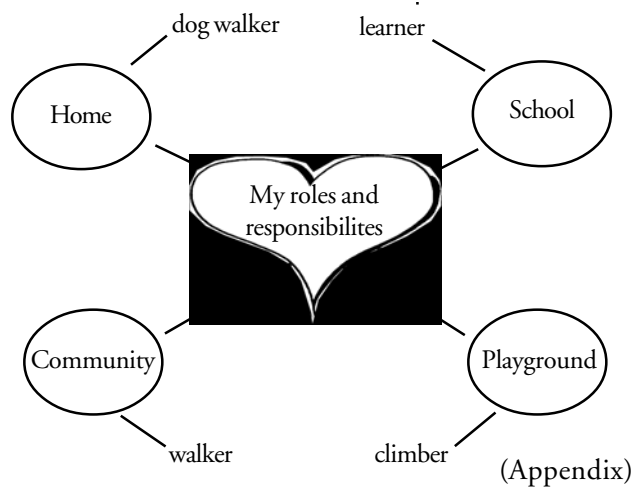 dog walker
learner
Home
School
My roles and
responsibilites
Community
Playground
walker
climber
(Appendix)